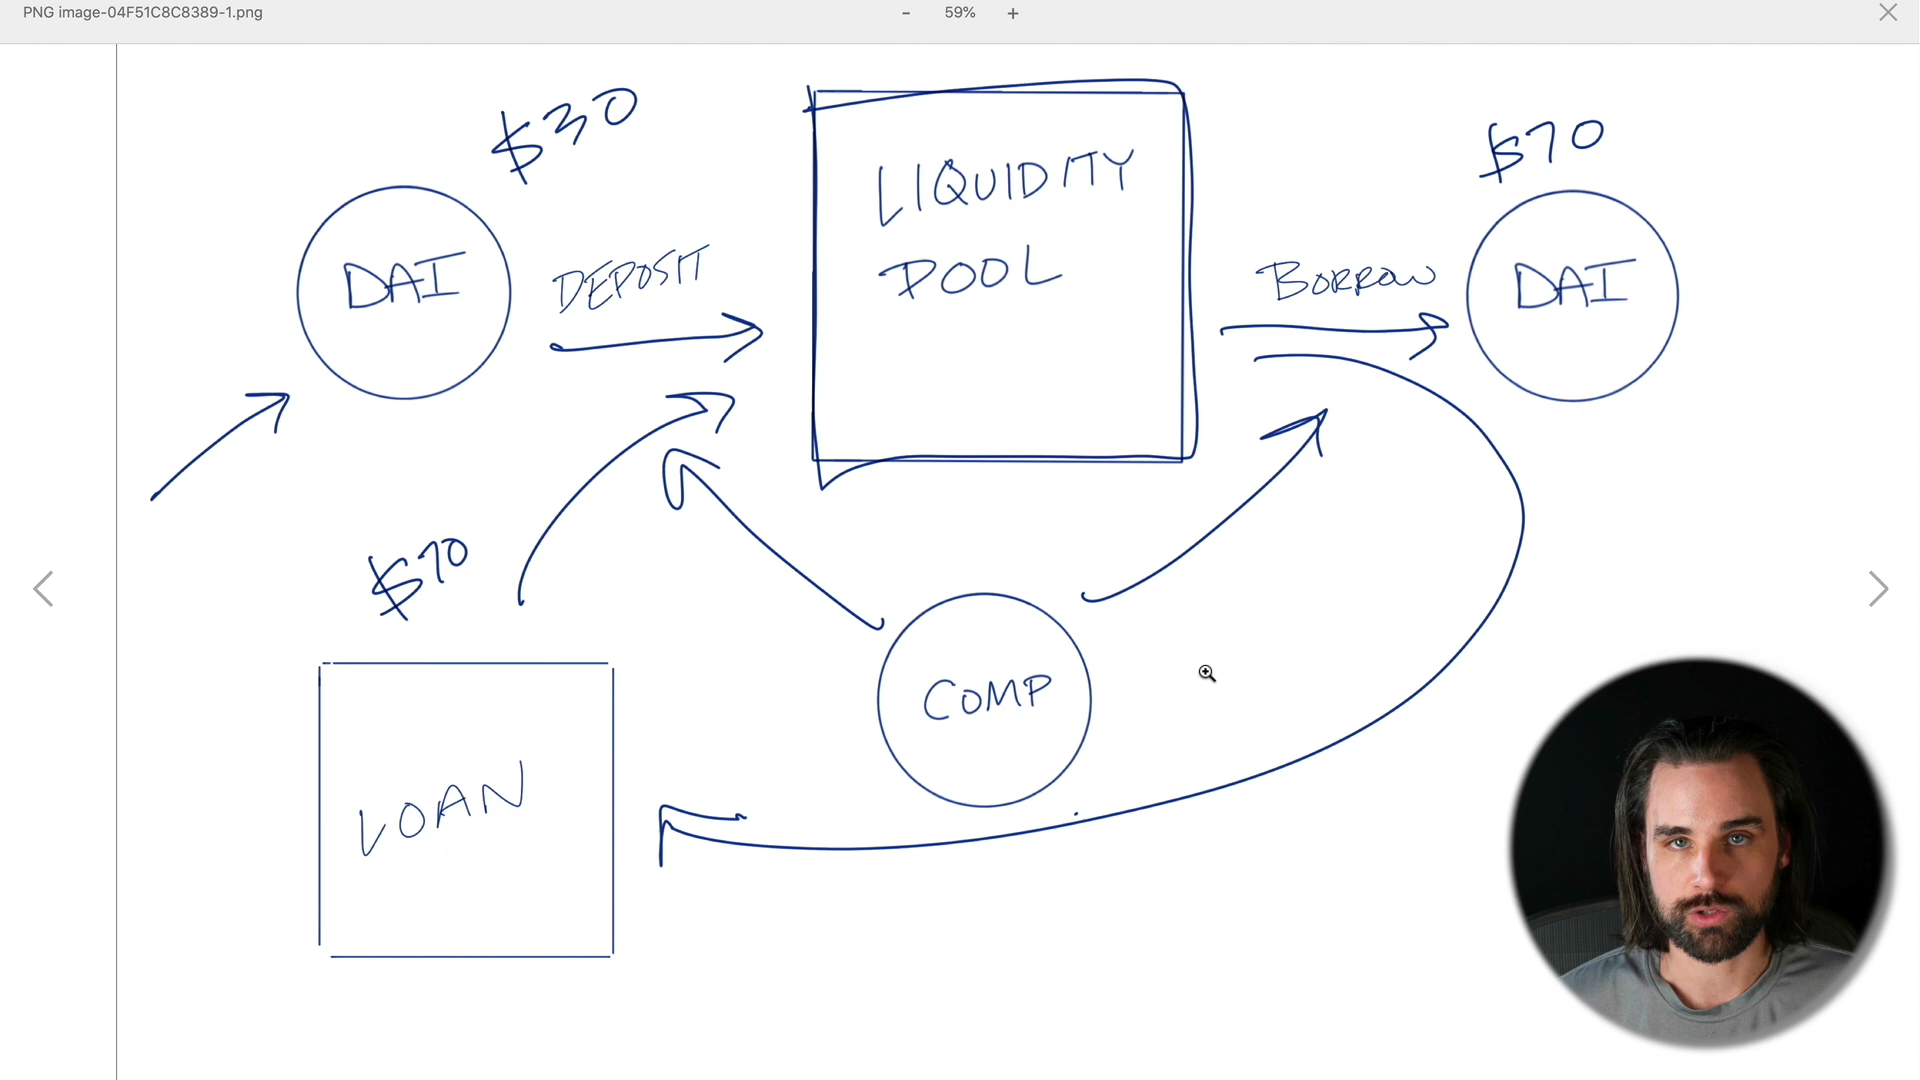 PNG image-04F51C8C8389-1.png
- 59% +
$30
$70
LIQUIDITY
POOL
DAI
DEPOSIT
BORROW
DAI
$70
COMP
LOAN